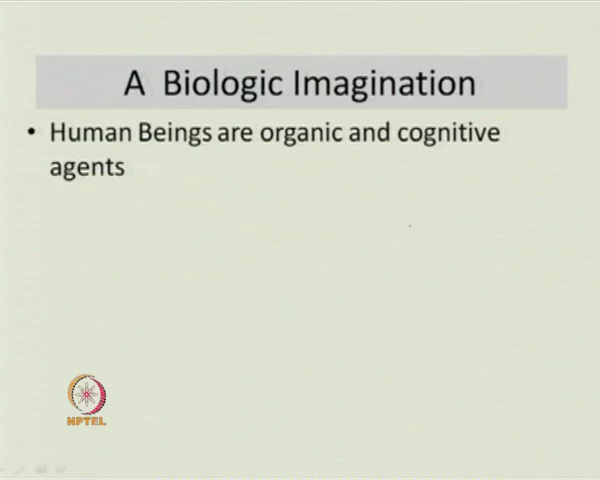 A Biologic Imagination
• Human Beings are organic and cognitive
agents
NPTEL